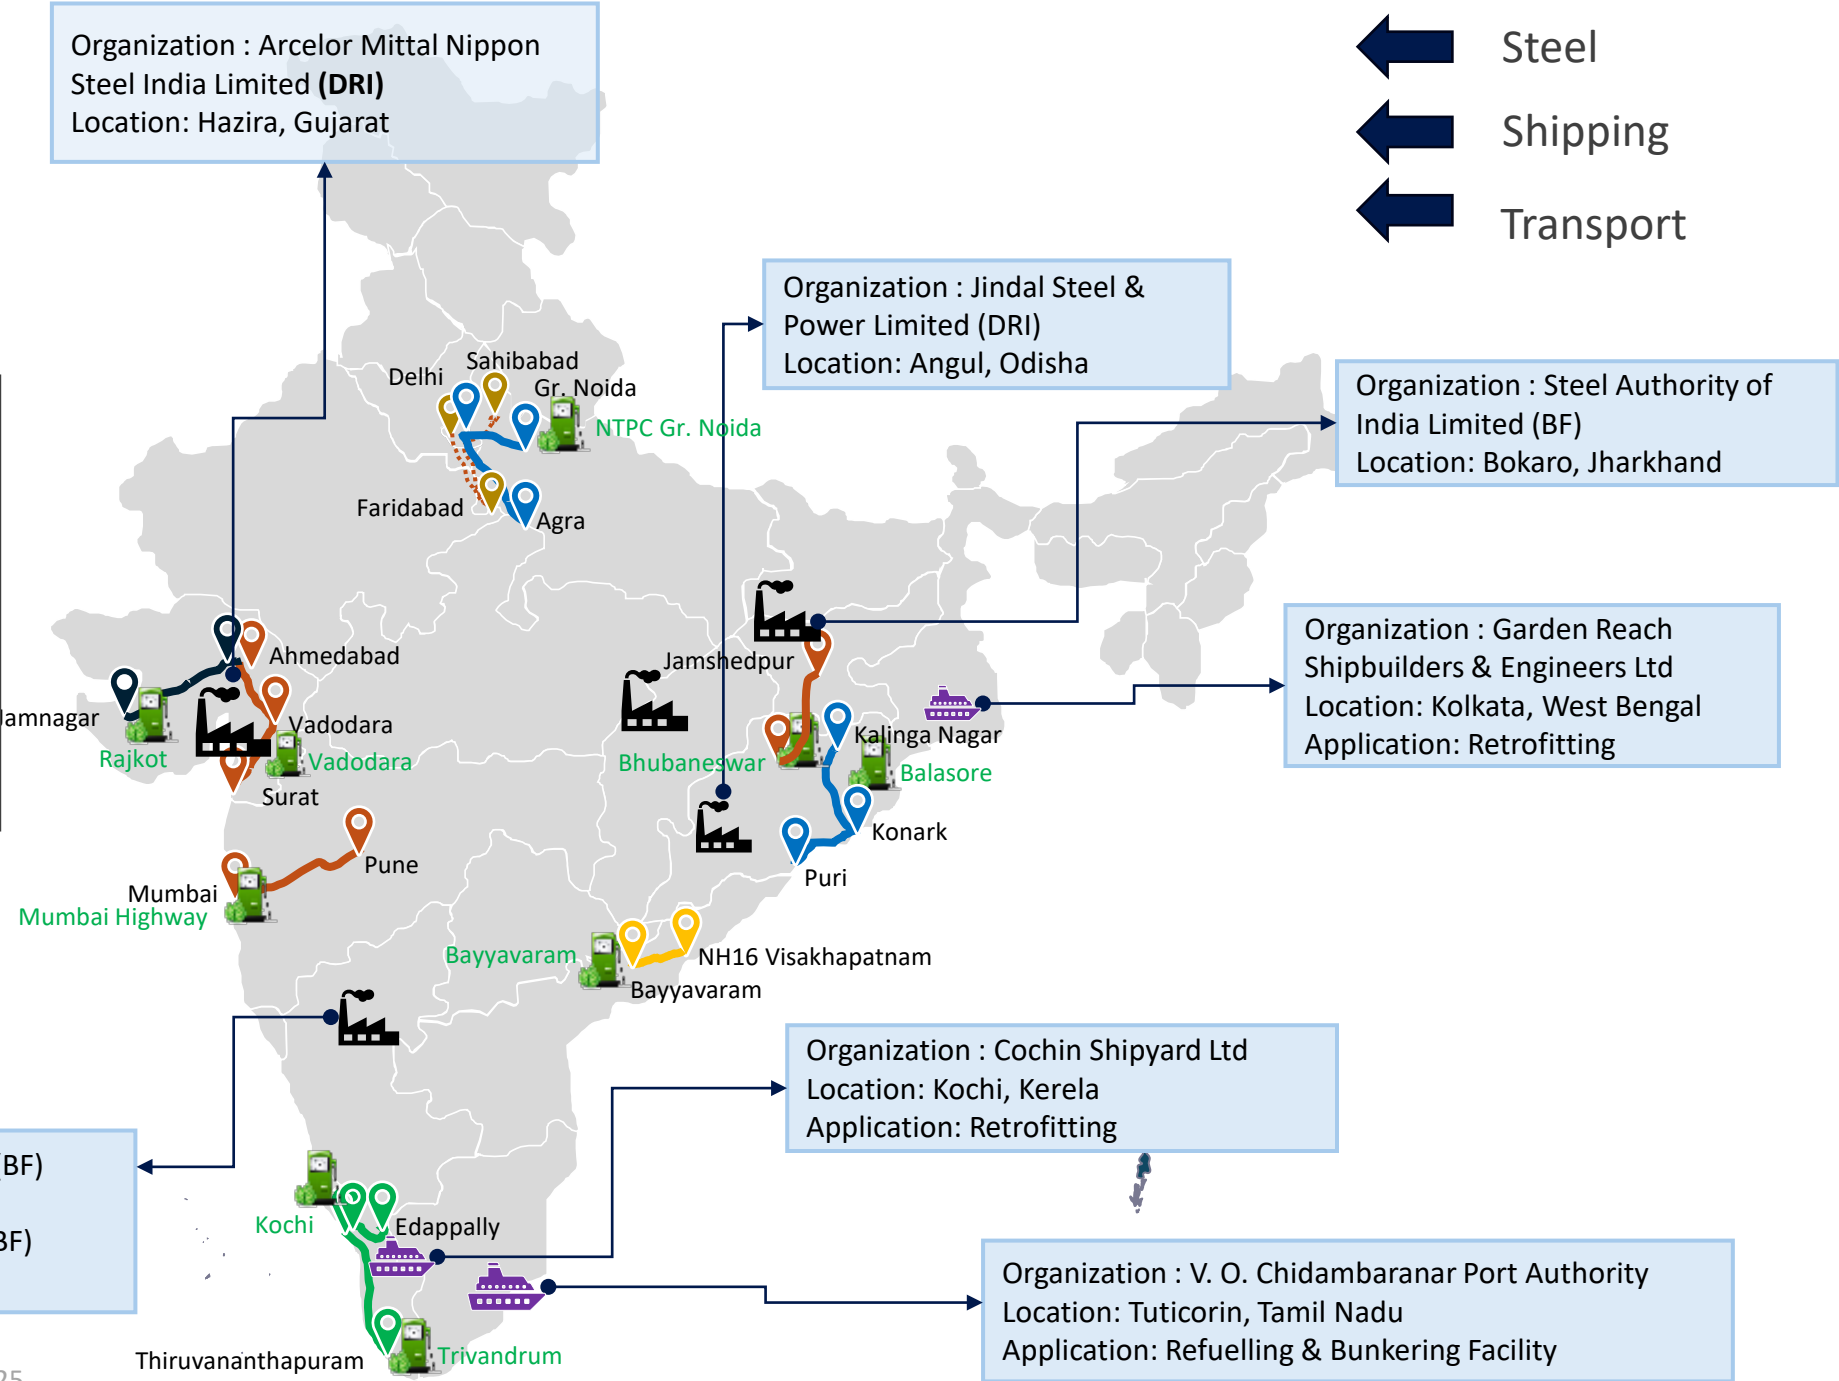 Organization : Arcelor Mittal Nippon
Steel India Limited (DRI)
Location: Hazira, Gujarat
Steel
Shipping
Transport
Organization : Jindal Steel &
Power Limited (DRI)
Location: Angul, Odisha
Organization : Steel Authority of
India Limited (BF)
Location: Bokaro, Jharkhand
Sahibabad
Delhi
Gr. Noida
NTPC Gr. Noida
Faridabad
Agra
Organization : Garden Reach
Shipbuilders & Engineers Ltd
Location: Kolkata, West Bengal
Application: Retrofitting
Ahmedabad
Jamshedpur
Jamnagar
Vadodara
Rajkot
Vadodara
Surat
Kalinga Nagar
Bhubaneswar
Balasore
Konark
Puri
Pune
Mumbai
Mumbai Highway
Bayyavaram
NH16 Visakhapatnam
Bayyavaram
Organization : Cochin Shipyard Ltd
Location: Kochi, Kerela
Application: Retrofitting
(BF)
BF)
Kochi
Edappally
Organization : V. O. Chidambaranar Port Authority
Location: Tuticorin, Tamil Nadu
Application: Refuelling & Bunkering Facility
Thiruvananthapuram
Trivandrum